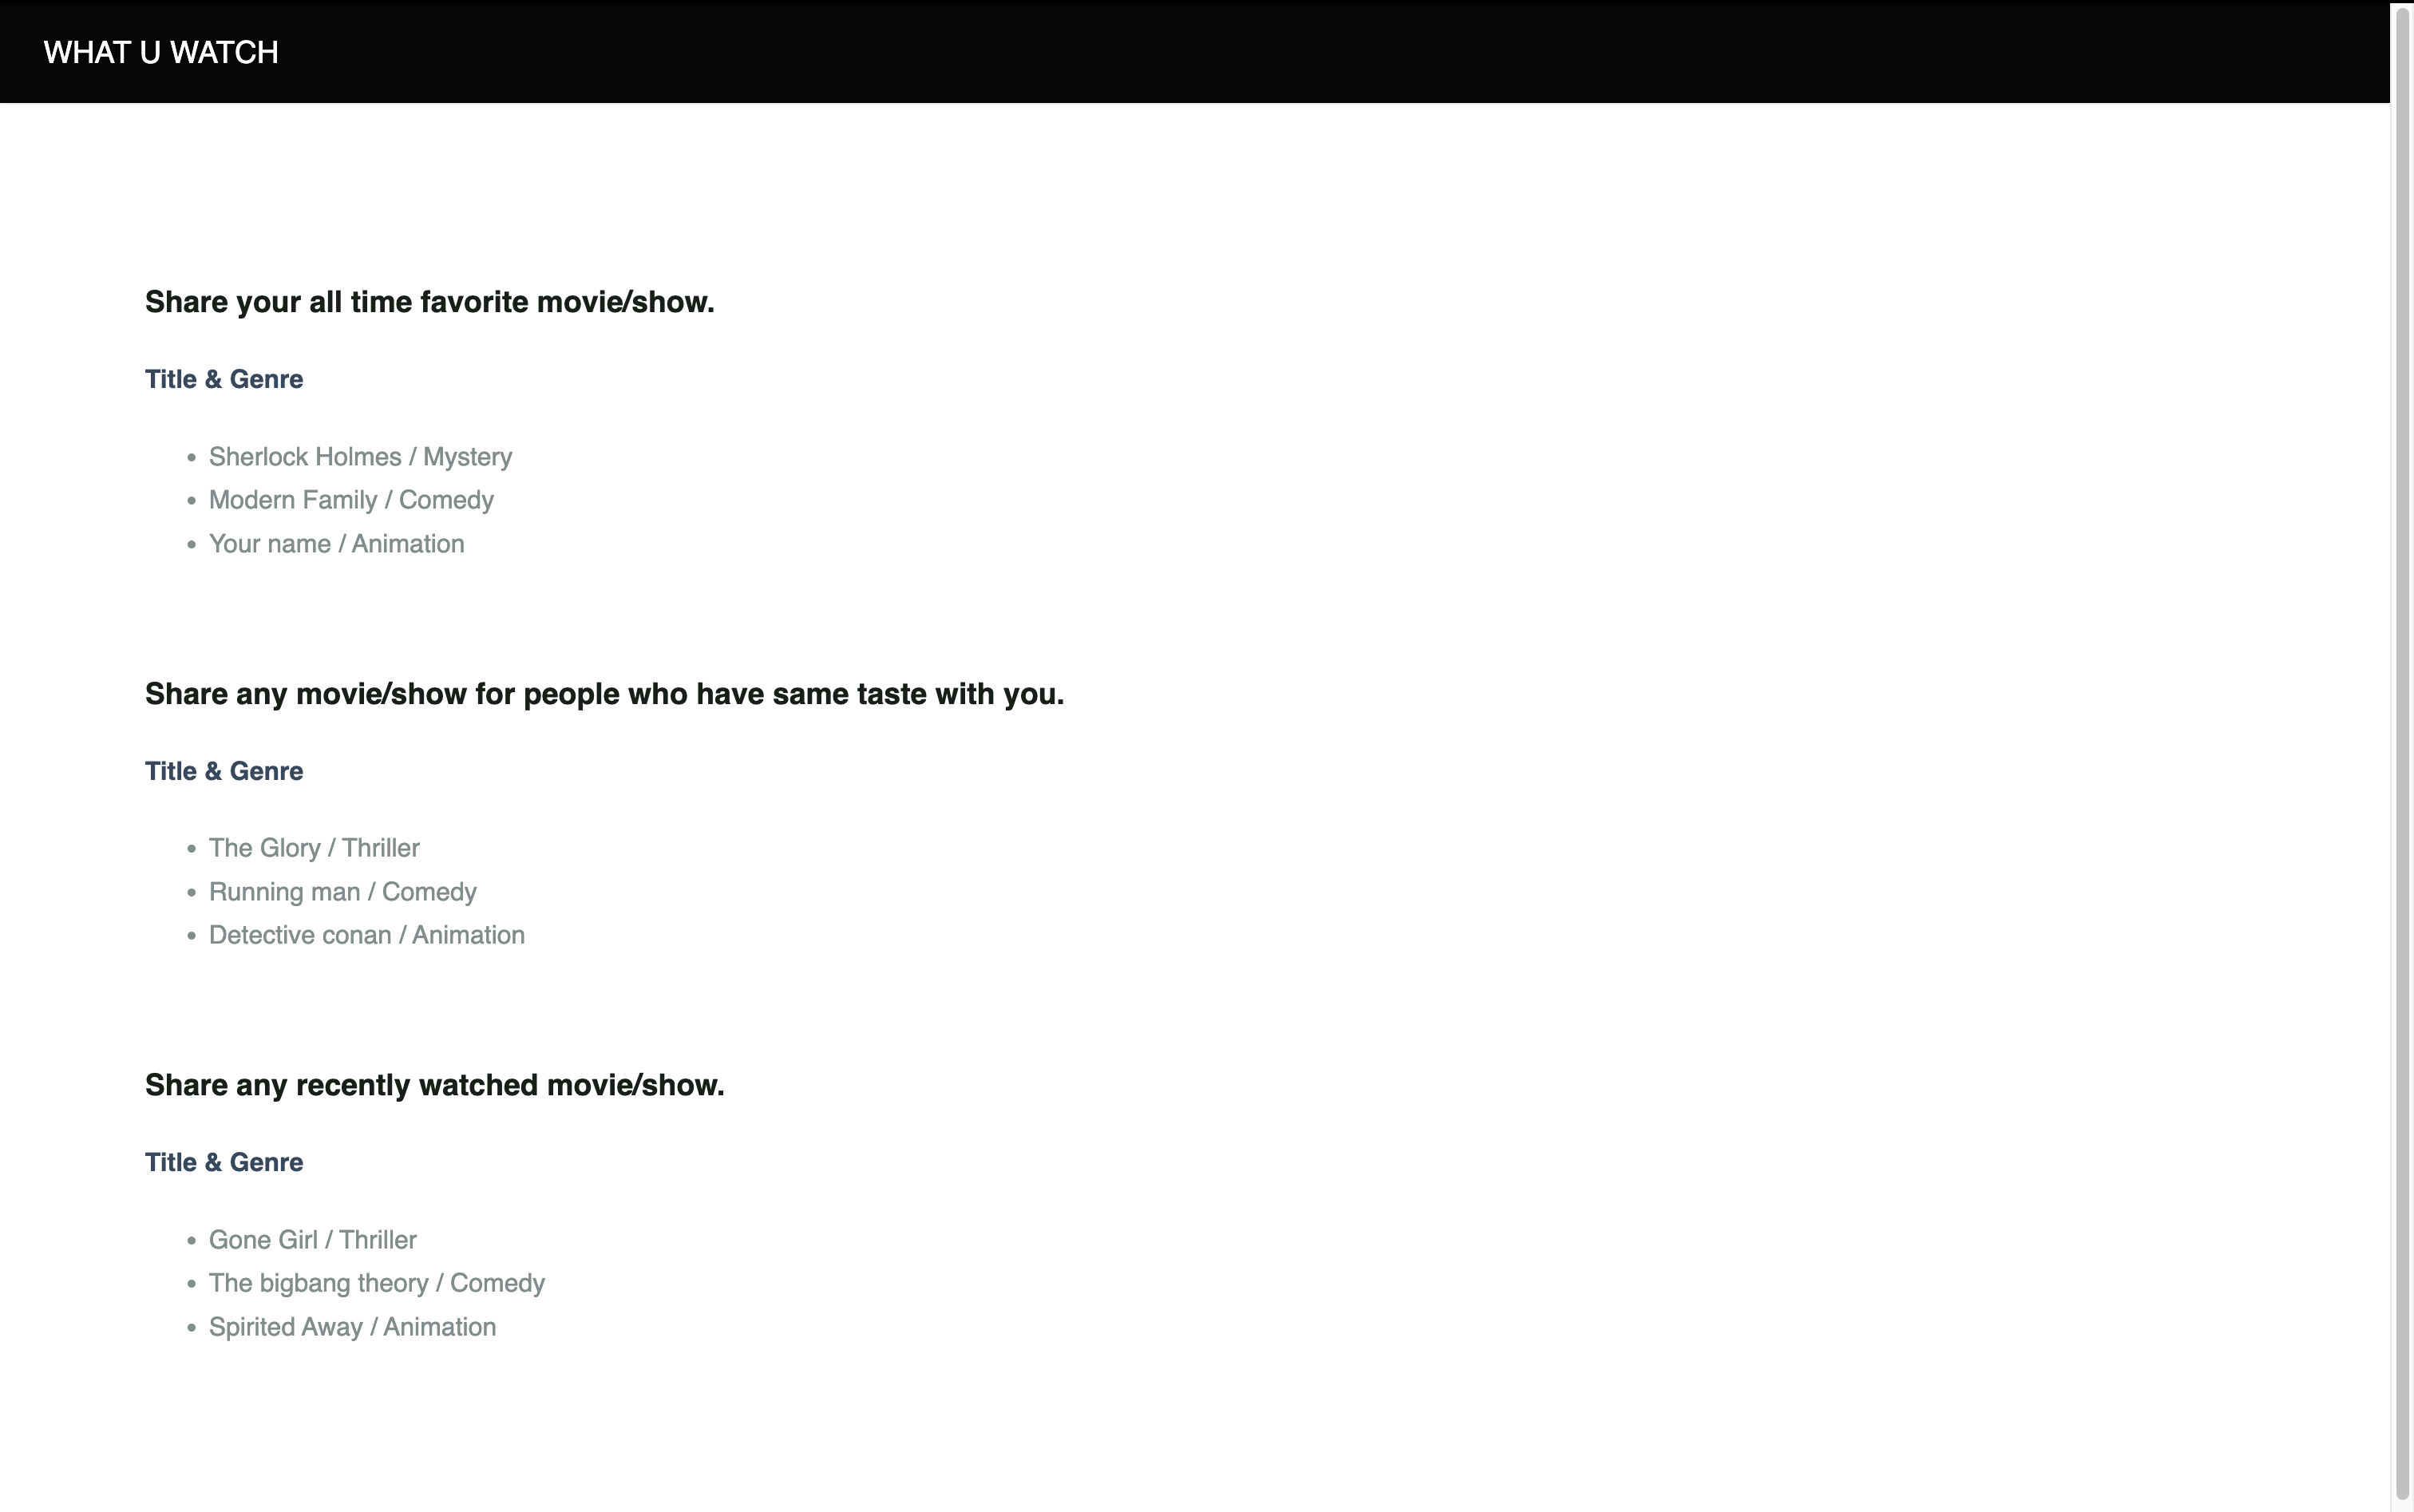 WHAT U WATCH
Share your all time favorite movie/show.
Title & Genre
• Sherlock Holmes / Mystery
• Modern Family / Comedy
• Your name / Animation
Share any movie/show for people who have same taste with you.
Title & Genre
• The Glory / Thriller
• Running man / Comedy
• Detective conan / Animation
Share any recently watched movie/show.
Title & Genre
• Gone Girl / Thriller
• The bigbang theory / Comedy
• Spirited Away / Animation